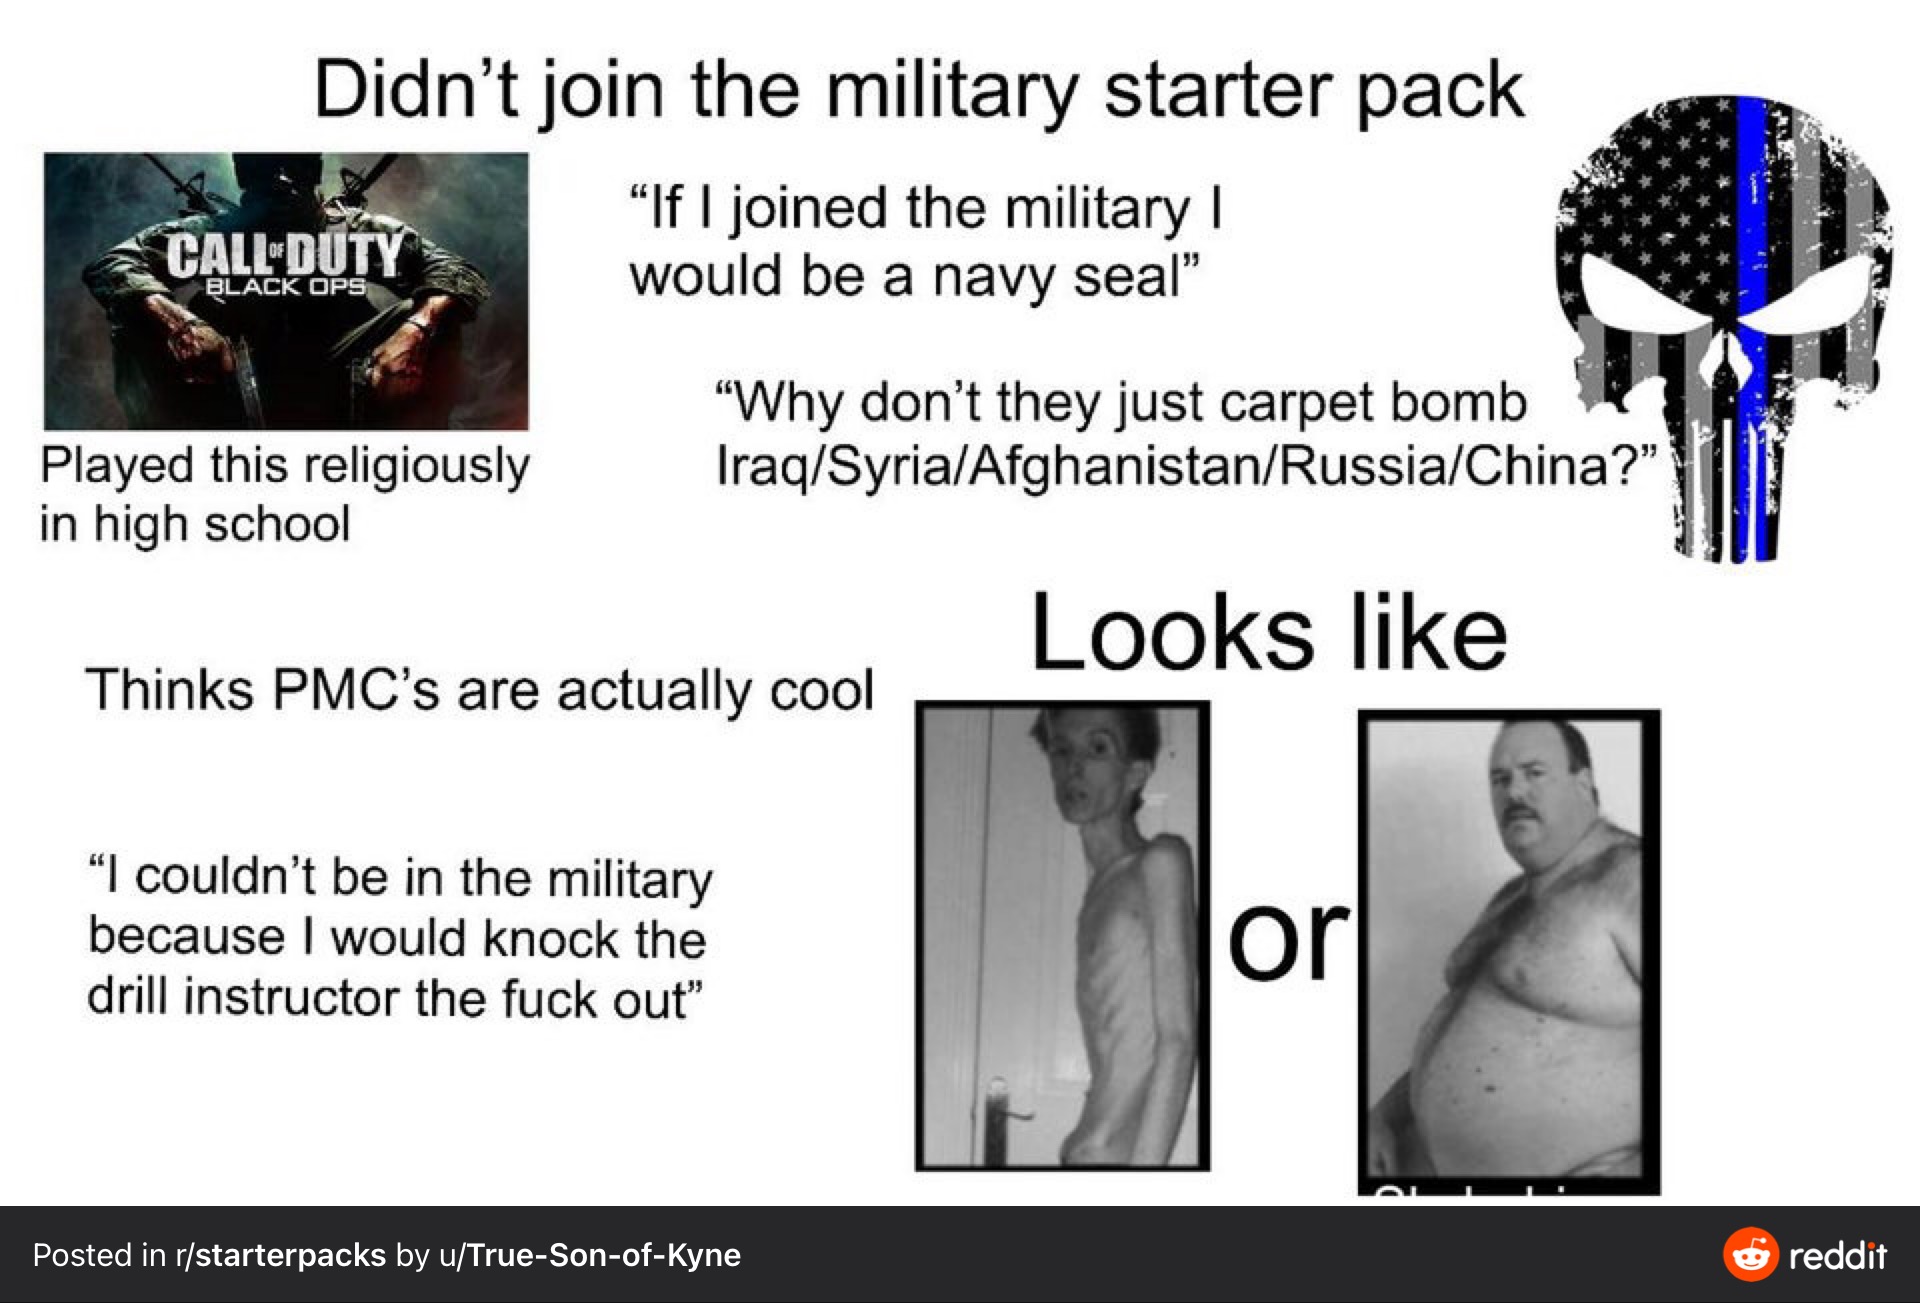 Didn’t join the military starter pack
CALL OF DUTY
BLACK OPS
Played this religiously
in high school
“If I joined the military I
would be a navy seal”
“Why don’t they just carpet bomb
Iraq/Syria/Afghanistan/Russia/China?”
Thinks PMC’s are actually cool
“I couldn’t be in the military
because I would knock the
drill instructor the fuck out”
Looks like
or
Posted in r/starterpacks by u/True-Son-of-Kyne
reddit